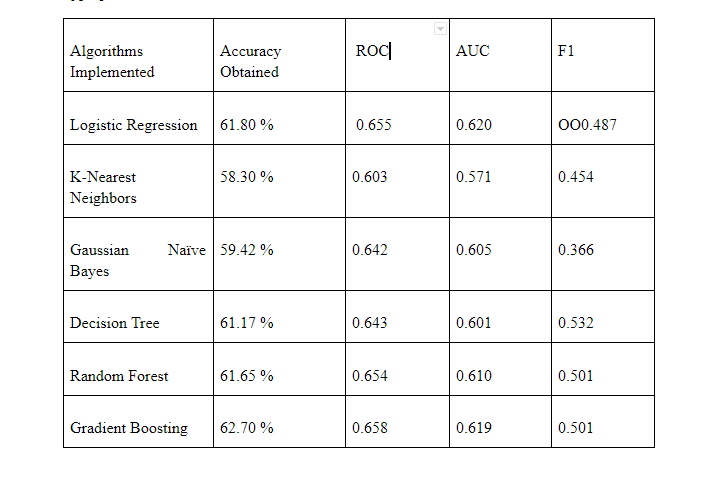 Algorithms Implemented Accuracy Obtained ROC AUC F1
Logistic Regression 61.80 % 0.655 0.620 OO0.487
K-Nearest Neighbors 58.30 % 0.603 0.571 0.454
Gaussian Naïve Bayes 59.42 % 0.642 0.605 0.366
Decision Tree 61.17 % 0.643 0.601 0.532
Random Forest 61.65 % 0.654 0.610 0.501
Gradient Boosting 62.70 % 0.658 0.619 0.501